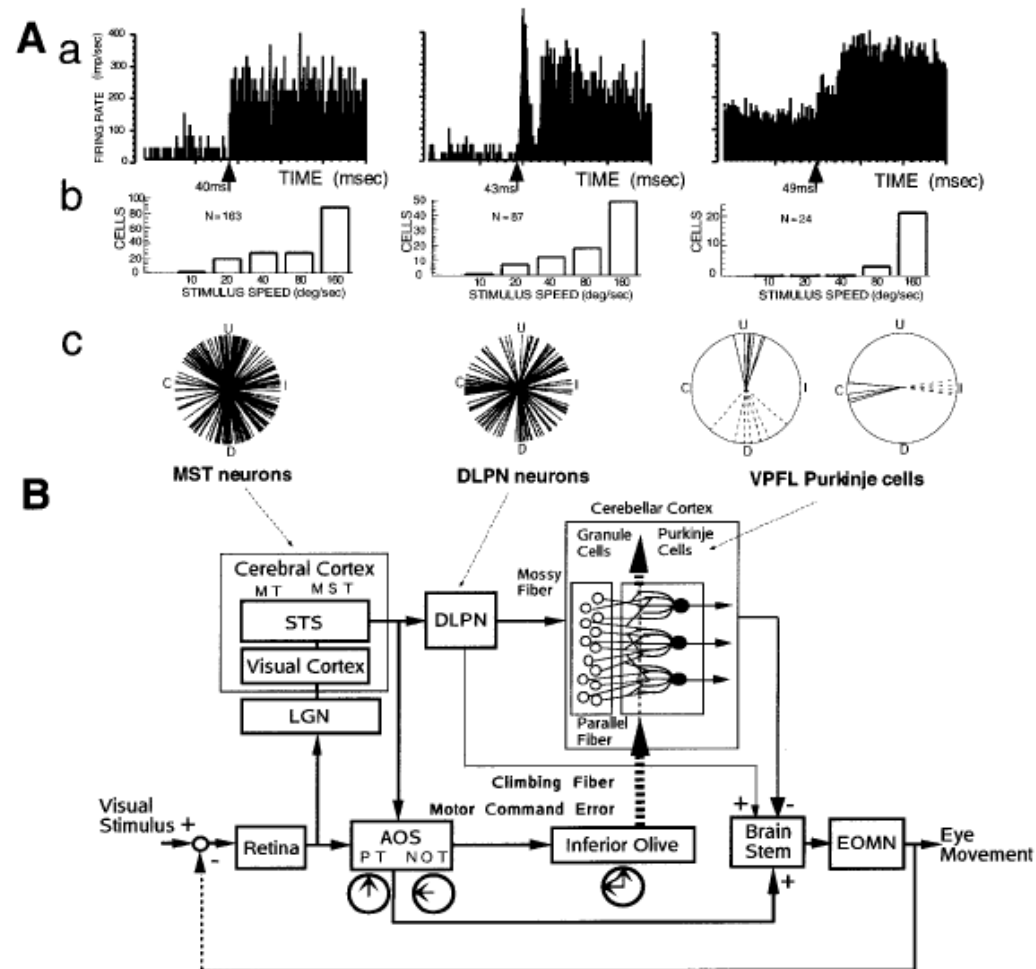 A
a
FIRING RATE (imp/sec)
400
300
200
100
0
40ms
TIME (msec)
43ms
TIME (msec)
49ms
TIME (msec)
b
CELLS
100
80
60
40
20
0
N = 163
10 20 40 80 160
STIMULUS SPEED (deg/sec)
CELLS
50
40
30
20
10
0
N = 87
10 20 40 80 160
STIMULUS SPEED (deg/sec)
CELLS
20
10
0
N = 24
10 20 40 80 160
STIMULUS SPEED (deg/sec)
c
U
C I
D
U
C I
D
U
C I
D
U
C
D
MST neurons
DLPN neurons
VPFL Purkinje cells
B
Cerebellar Cortex
Granule Cells
Purkinje Cells
Cerebral Cortex
MT MST
STS
Visual Cortex
LGN
DLPN
Mossy Fiber
Parallel Fiber
Climbing Fiber
Motor Command Error
Visual Stimulus +
-
Retina
AOS
PT NOT
Inferior Olive
+ -
Brain Stem
+
EOMN
Eye Movement